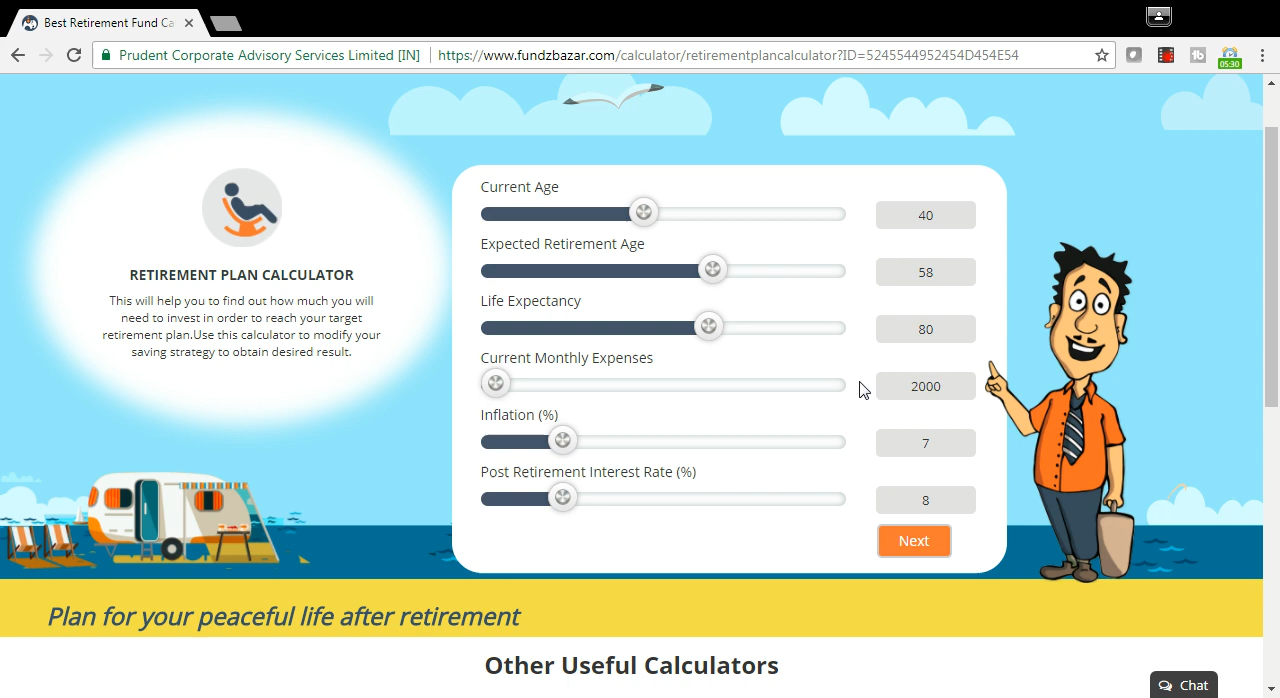 Best Retirement Fund Ca
Prudent Corporate Advisory Services Limited [IN]
https://www.fundzbazar.com/calculator/retirementplancalculator?ID=5245544952454D454E54
05:30
RETIREMENT PLAN CALCULATOR
This will help you to find out how much you will
need to invest in order to reach your target
retirement plan.Use this calculator to modify your
saving strategy to obtain desired result.
Current Age
40
Expected Retirement Age
58
Life Expectancy
80
Current Monthly Expenses
2000
Inflation (%)
7
Post Retirement Interest Rate (%)
8
Next
Plan for your peaceful life after retirement
Other Useful Calculators
Chat